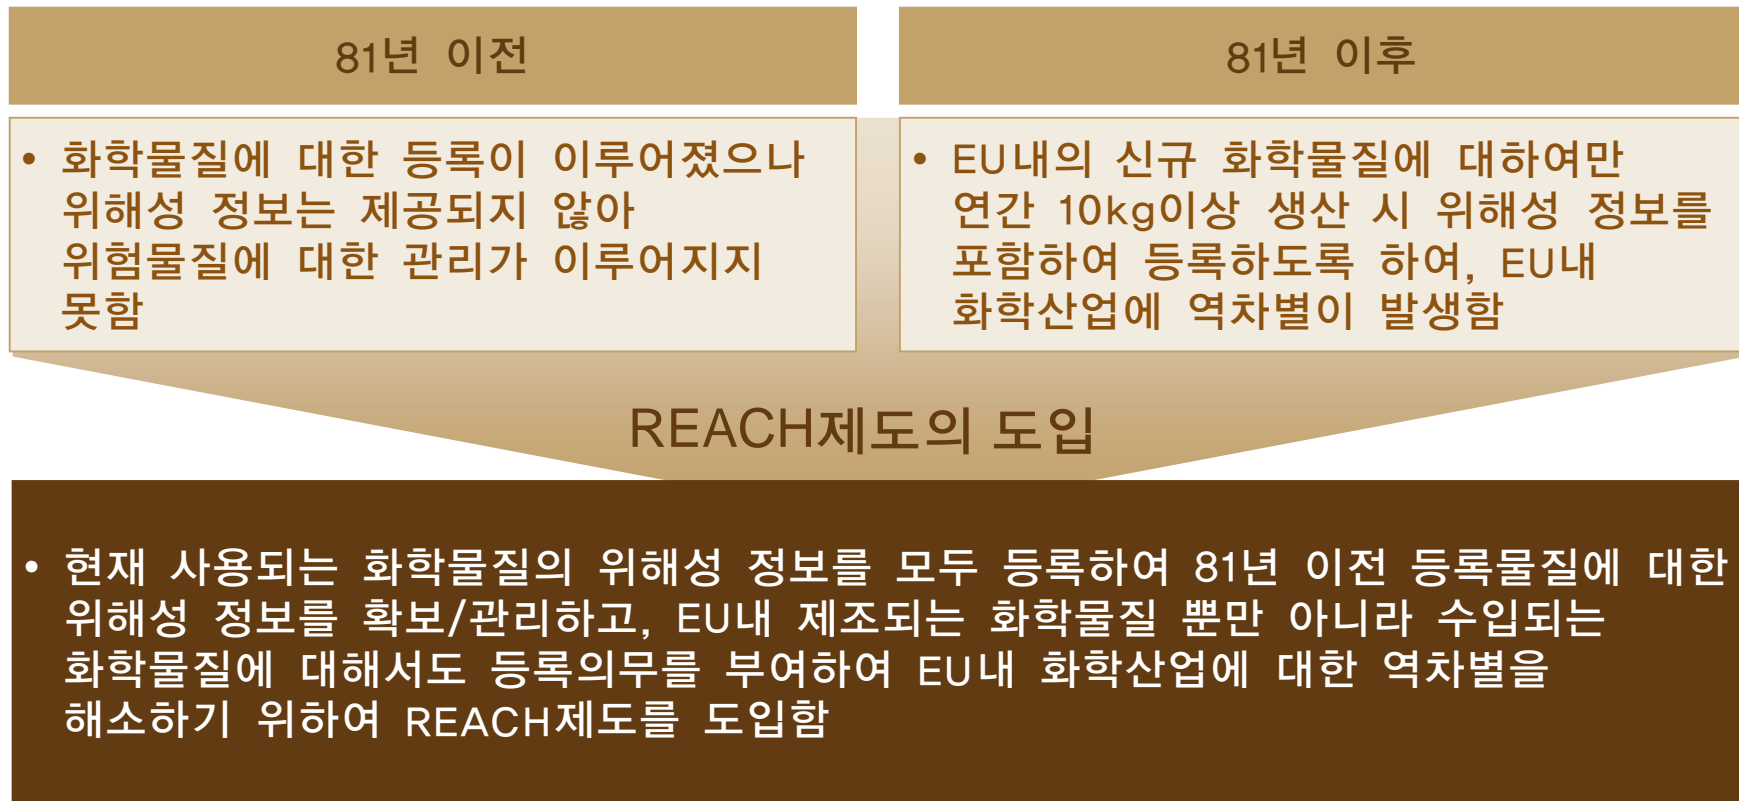 81년 이전
81년 이후
• 화학물질에 대한 등록이 이루어졌으나
위해성 정보는 제공되지 않아
위험물질에 대한 관리가 이루어지지
못함
• EU내의 신규 화학물질에 대하여만
연간 10kg이상 생산 시 위해성 정보를
포함하여 등록하도록 하여, EU내
화학산업에 역차별이 발생함
REACH제도의 도입
• 현재 사용되는 화학물질의 위해성 정보를 모두 등록하여 81년 이전 등록물질에 대한
위해성 정보를 확보/관리하고, EU내 제조되는 화학물질 뿐만 아니라 수입되는
화학물질에 대해서도 등록의무를 부여하여 EU내 화학산업에 대한 역차별을
해소하기 위하여 REACH제도를 도입함